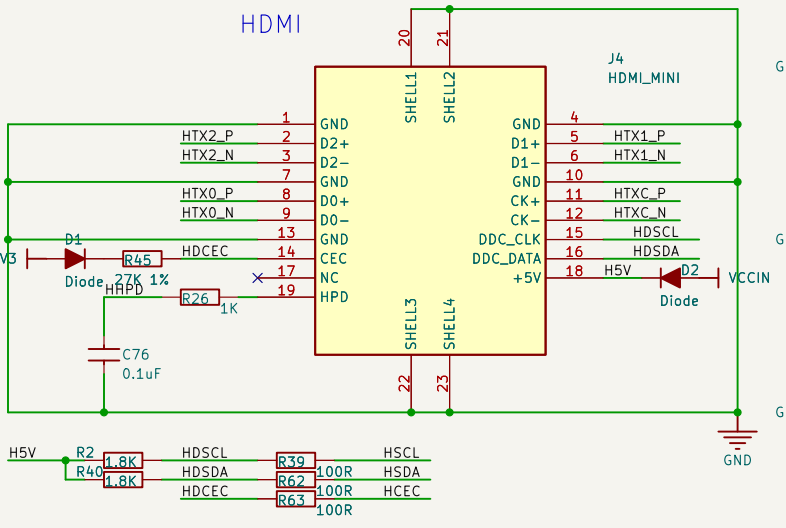 HDMI
20
21
J4
HDMI_MINI
G
SHELL1
SHELL2
1
GND
GND
4
HTX2_P
2
D2+
D1+
5
HTX1_P
HTX2_N
3
D2-
D1-
6
HTX1_N
7
GND
GND
10
HTX0_P
8
D0+
CK+
11
HTXC_P
HTX0_N
9
D0-
CK-
12
HTXC_N
13
GND
DDC_CLK
15
HDSCL
G
D1
V3
R45
HDCEC
14
CEC
DDC_DATA
16
HDSDA
Diode
27K 1%
17
NC
+5V
18
H5V
D2
VCCIN
HHPD
R26
1K
19
HPD
Diode
SHELL3
SHELL4
C76
0.1uF
22
23
G
GND
H5V
R2
1.8K
HDSCL
R39
100R
HSCL
R40
1.8K
HDSDA
R62
100R
HSDA
HDCEC
R63
100R
HCEC